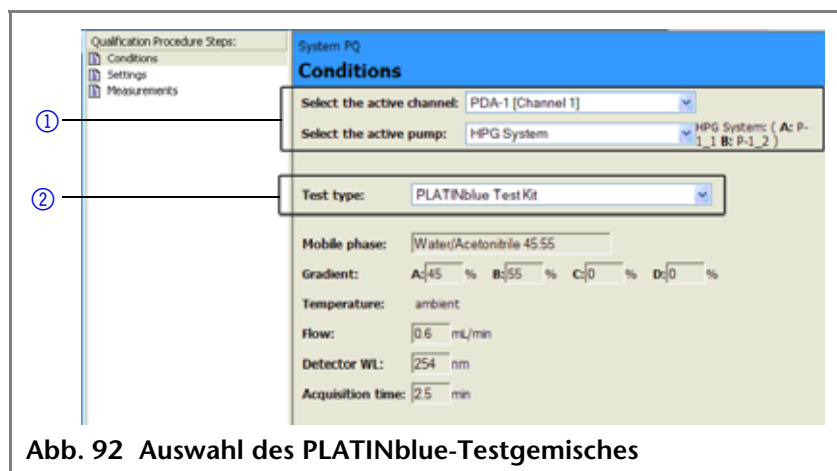 Qualification Procedure Steps:
Conditions
Settings
Measurements
System PQ
Conditions
① Select the active channel: PDA-1 [Channel 1]
Select the active pump: HPG System HPG System: ( A: P-
1_1 B: P-1_2 )
② Test type: PLATINblue Test Kit
Mobile phase: Water/Acetonitrile 45:55
Gradient: A: 45 % B: 55 % C: 0 % D: 0 %
Temperature: ambient
Flow: 0.6 mL/min
Detector WL: 254 nm
Acquisition time: 2.5 min
Abb. 92 Auswahl des PLATINblue-Testgemisches